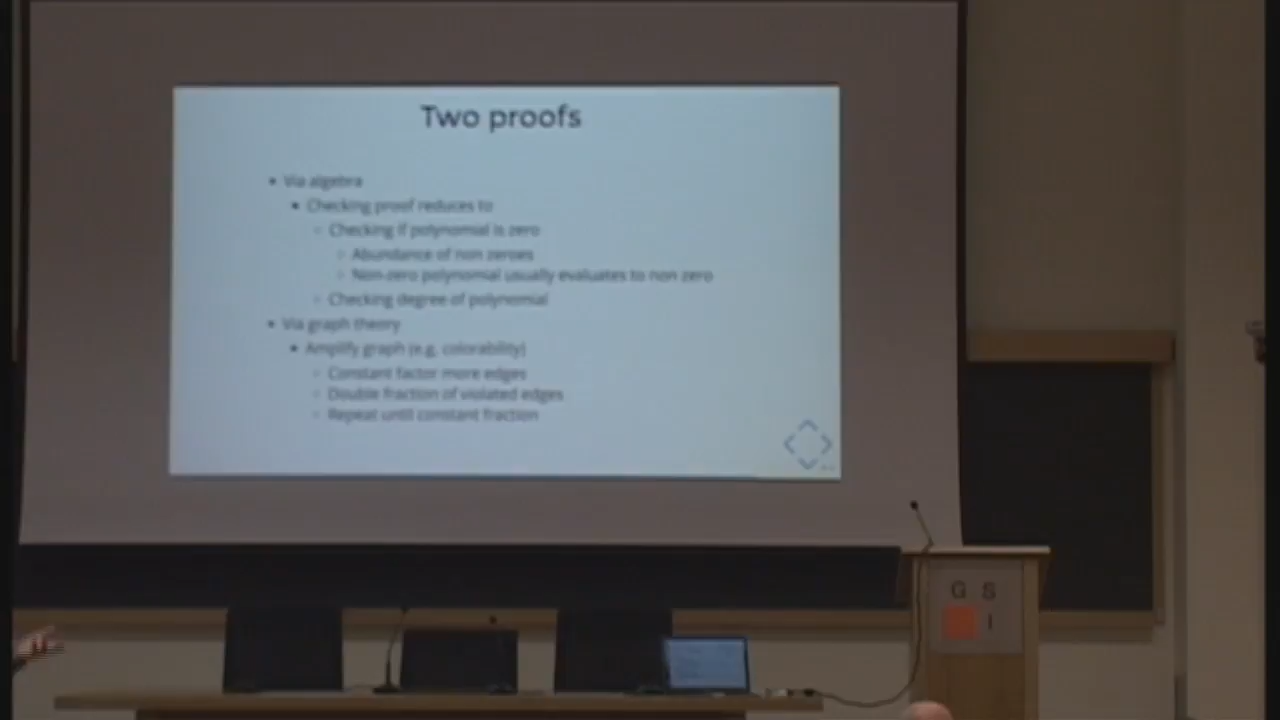 Two proofs
• Via algebra
• Checking proof reduces to
○ Checking if polynomial is zero
○ Abundance of non zeroes
○ Non-zero polynomial usually evaluates to non zero
○ Checking degree of polynomial
• Via graph theory
• Amplify graph (e.g. colorability)
○ Constant factor more edges
○ Double fraction of violated edges
○ Repeat until constant fraction
G S
I